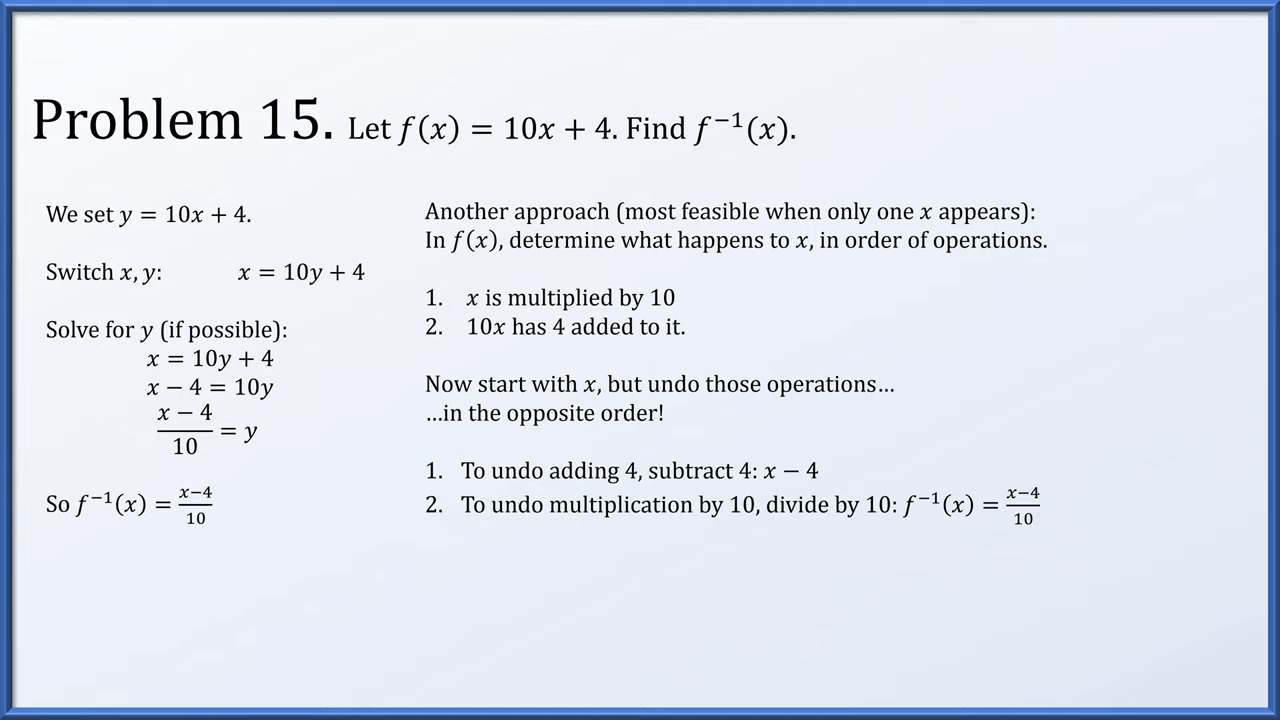 Problem 15. Let f(x) = 10x + 4. Find f⁻¹(x).
We set y = 10x + 4.
Switch x, y: x = 10y + 4
Solve for y (if possible):
x = 10y + 4
x − 4 = 10y
(x − 4)/10 = y
So f⁻¹(x) = (x−4)/10
Another approach (most feasible when only one x appears):
In f(x), determine what happens to x, in order of operations.
1. x is multiplied by 10
2. 10x has 4 added to it.
Now start with x, but undo those operations…
…in the opposite order!
1. To undo adding 4, subtract 4: x − 4
2. To undo multiplication by 10, divide by 10: f⁻¹(x) = (x−4)/10